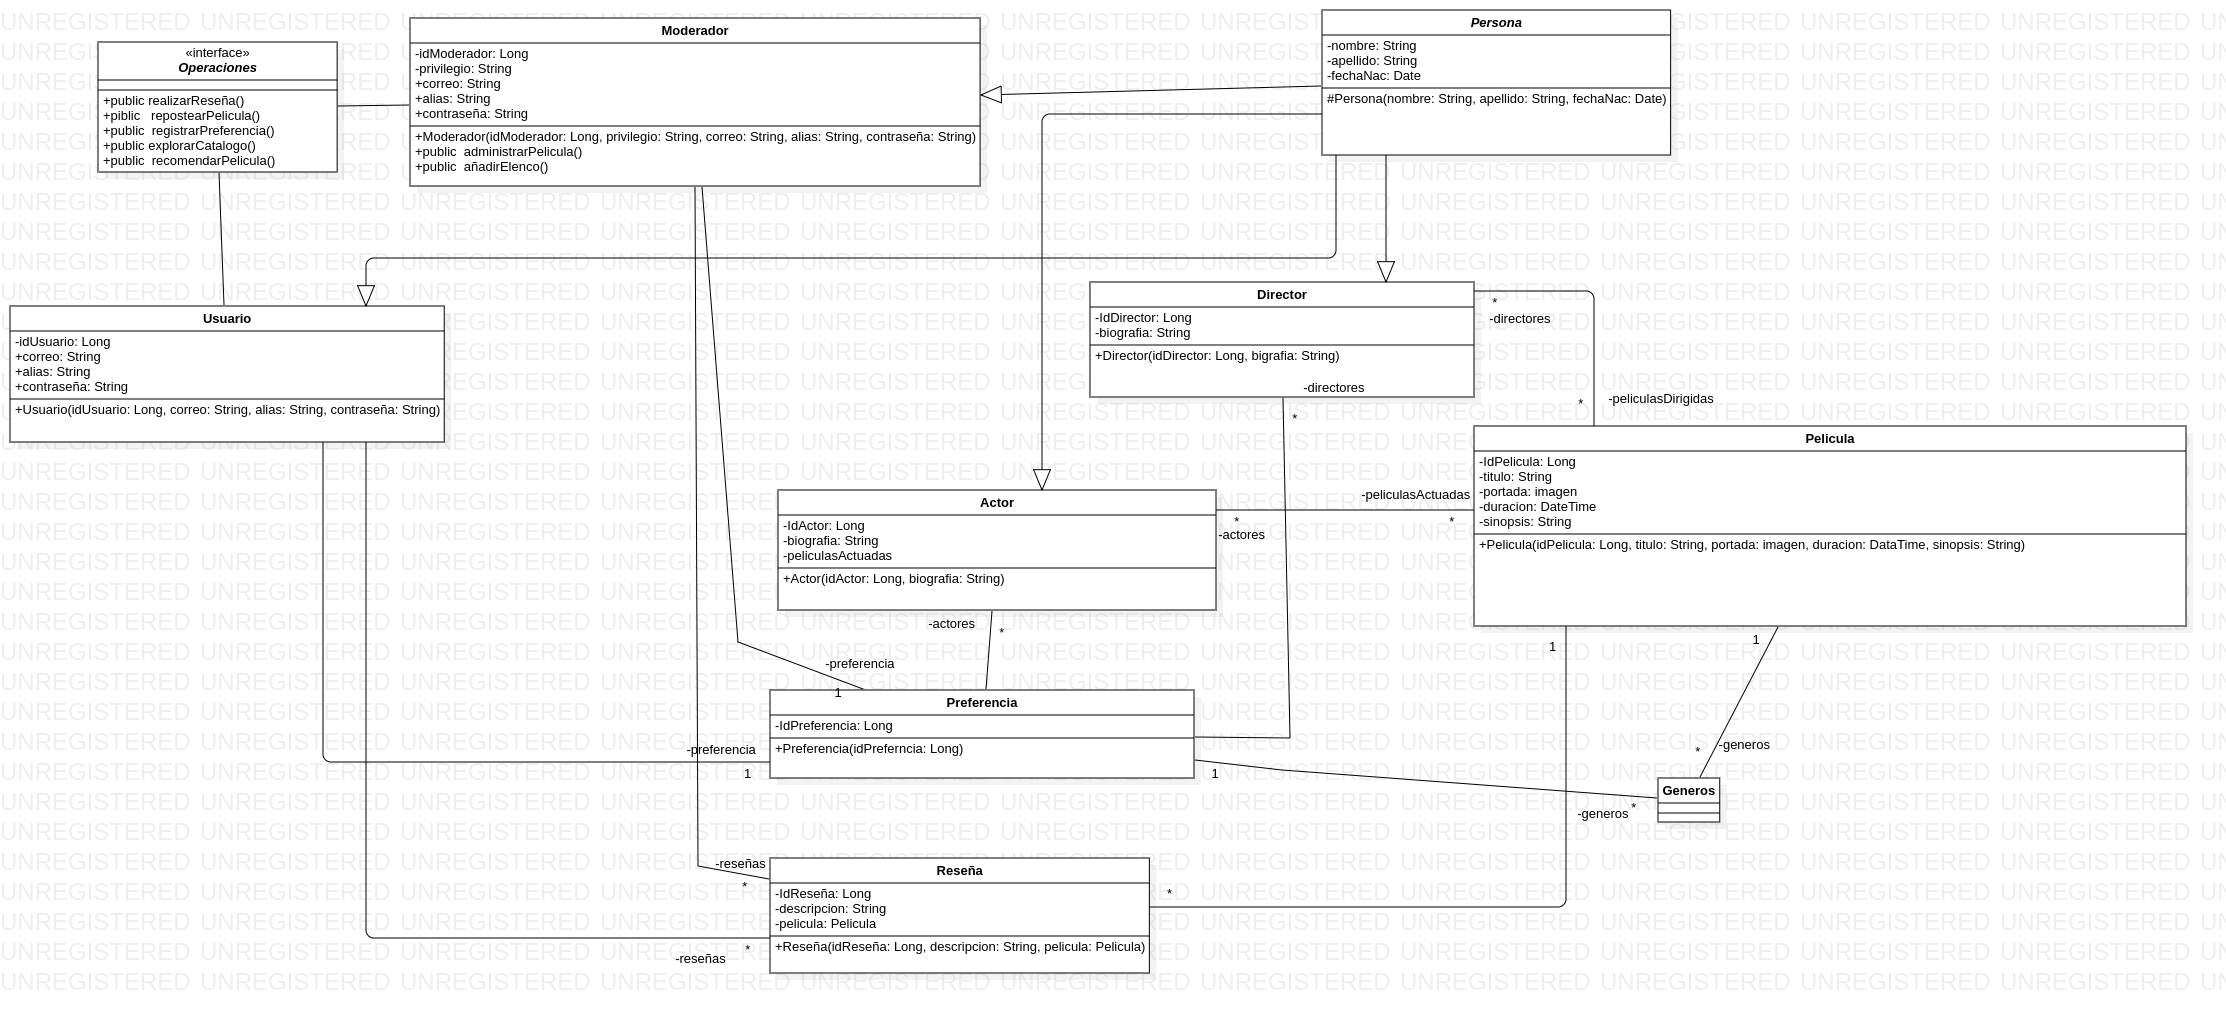 «interface»
Operaciones
+public realizarReseña()
+piblic   repostearPelicula()
+public  registrarPreferencia()
+public explorarCatalogo()
+public  recomendarPelicula()
Moderador
-idModerador: Long
-privilegio: String
+correo: String
+alias: String
+contraseña: String
+Moderador(idModerador: Long, privilegio: String, correo: String, alias: String, contraseña: String)
+public  administrarPelicula()
+public  añadirElenco()
Persona
-nombre: String
-apellido: String
-fechaNac: Date
#Persona(nombre: String, apellido: String, fechaNac: Date)
Usuario
-idUsuario: Long
+correo: String
+alias: String
+contraseña: String
+Usuario(idUsuario: Long, correo: String, alias: String, contraseña: String)
Director
-IdDirector: Long
-biografia: String
+Director(idDirector: Long, bigrafia: String)
-directores
*
*
-directores
*
-peliculasDirigidas
Pelicula
-IdPelicula: Long
-titulo: String
-portada: imagen
-duracion: DateTime
-sinopsis: String
+Pelicula(idPelicula: Long, titulo: String, portada: imagen, duracion: DataTime, sinopsis: String)
Actor
-IdActor: Long
-biografia: String
-peliculasActuadas
+Actor(idActor: Long, biografia: String)
-peliculasActuadas
*
*
-actores
-actores
*
-preferencia
1
Preferencia
-IdPreferencia: Long
+Preferencia(idPreferncia: Long)
-preferencia
1
1
1
1
*
-generos
Generos
-generos
*
-reseñas
*
Reseña
-IdReseña: Long
-descripcion: String
-pelicula: Pelicula
+Reseña(idReseña: Long, descripcion: String, pelicula: Pelicula)
*
*
-reseñas
UNREGISTERED